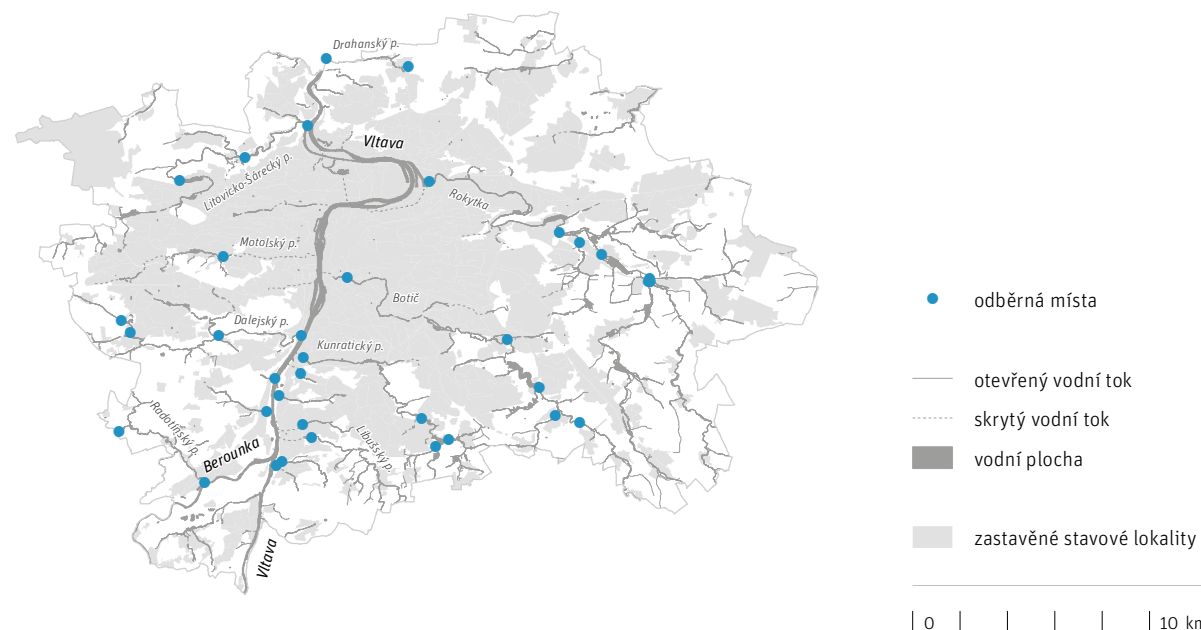 Drahanský p.
Vltava
Litovicko-Šárecký p.
Rokytka
Motolský p.
Botič
Dalejský p.
Kunratický p.
Radotínský p.
Berounka
Libušský p.
Vltava
odběrná místa
otevřený vodní tok
skrytý vodní tok
vodní plocha
zastavěné stavové lokality
0 10 km